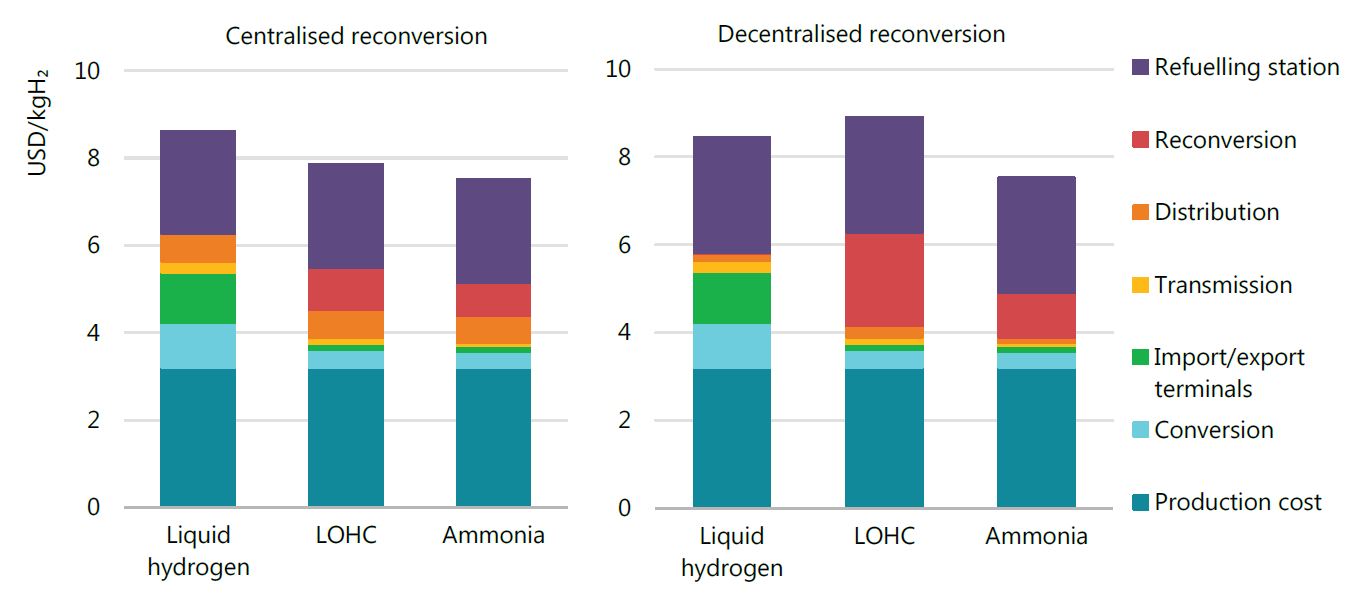 Centralised reconversion
USD/kgH₂
10
8
6
4
2
0
Liquid
hydrogen
LOHC
Ammonia
Decentralised reconversion
10
8
6
4
2
0
Liquid
hydrogen
LOHC
Ammonia
Refuelling station
Reconversion
Distribution
Transmission
Import/export
terminals
Conversion
Production cost